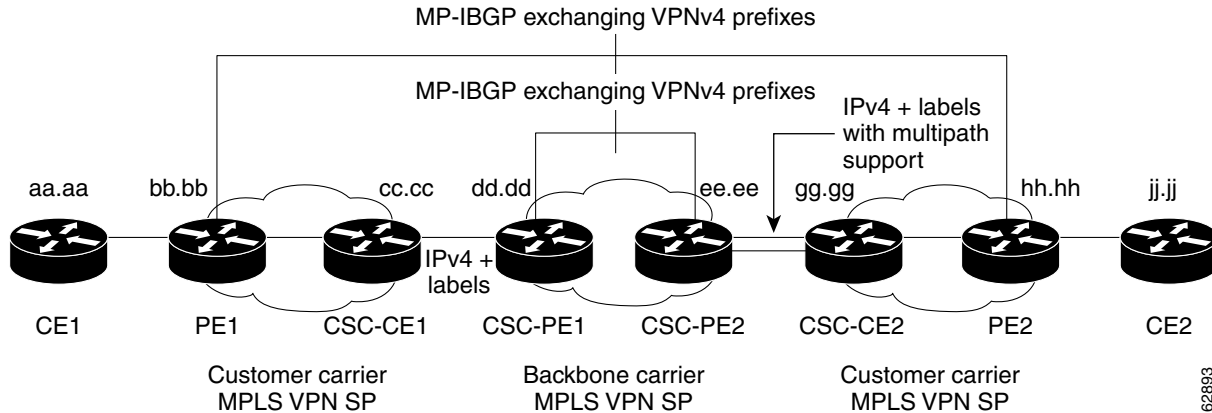 MP-IBGP exchanging VPNv4 prefixes
MP-IBGP exchanging VPNv4 prefixes
IPv4 + labels
with multipath
support
aa.aa
bb.bb
cc.cc
dd.dd
ee.ee
gg.gg
hh.hh
jj.jj
IPv4 +
labels
CE1
PE1
CSC-CE1
CSC-PE1
CSC-PE2
CSC-CE2
PE2
CE2
Customer carrier
MPLS VPN SP
Backbone carrier
MPLS VPN SP
Customer carrier
MPLS VPN SP
62893